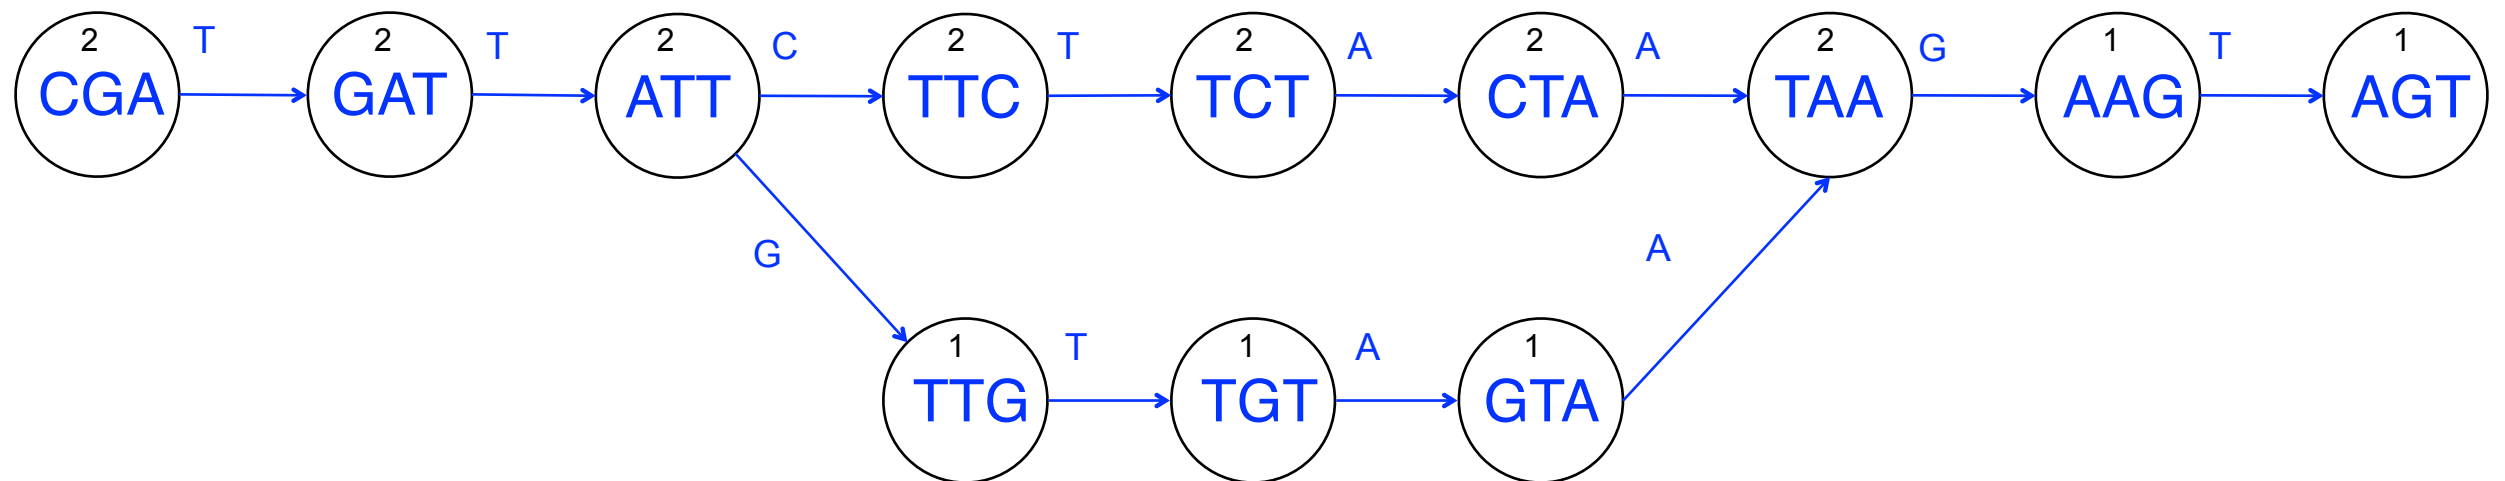 T T C T A A G T
2 2 2 2 2 2 2 1 1
CGA GAT ATT TTC TCT CTA TAA AAG AGT
G A
T A
1 1 1
TTG TGT GTA